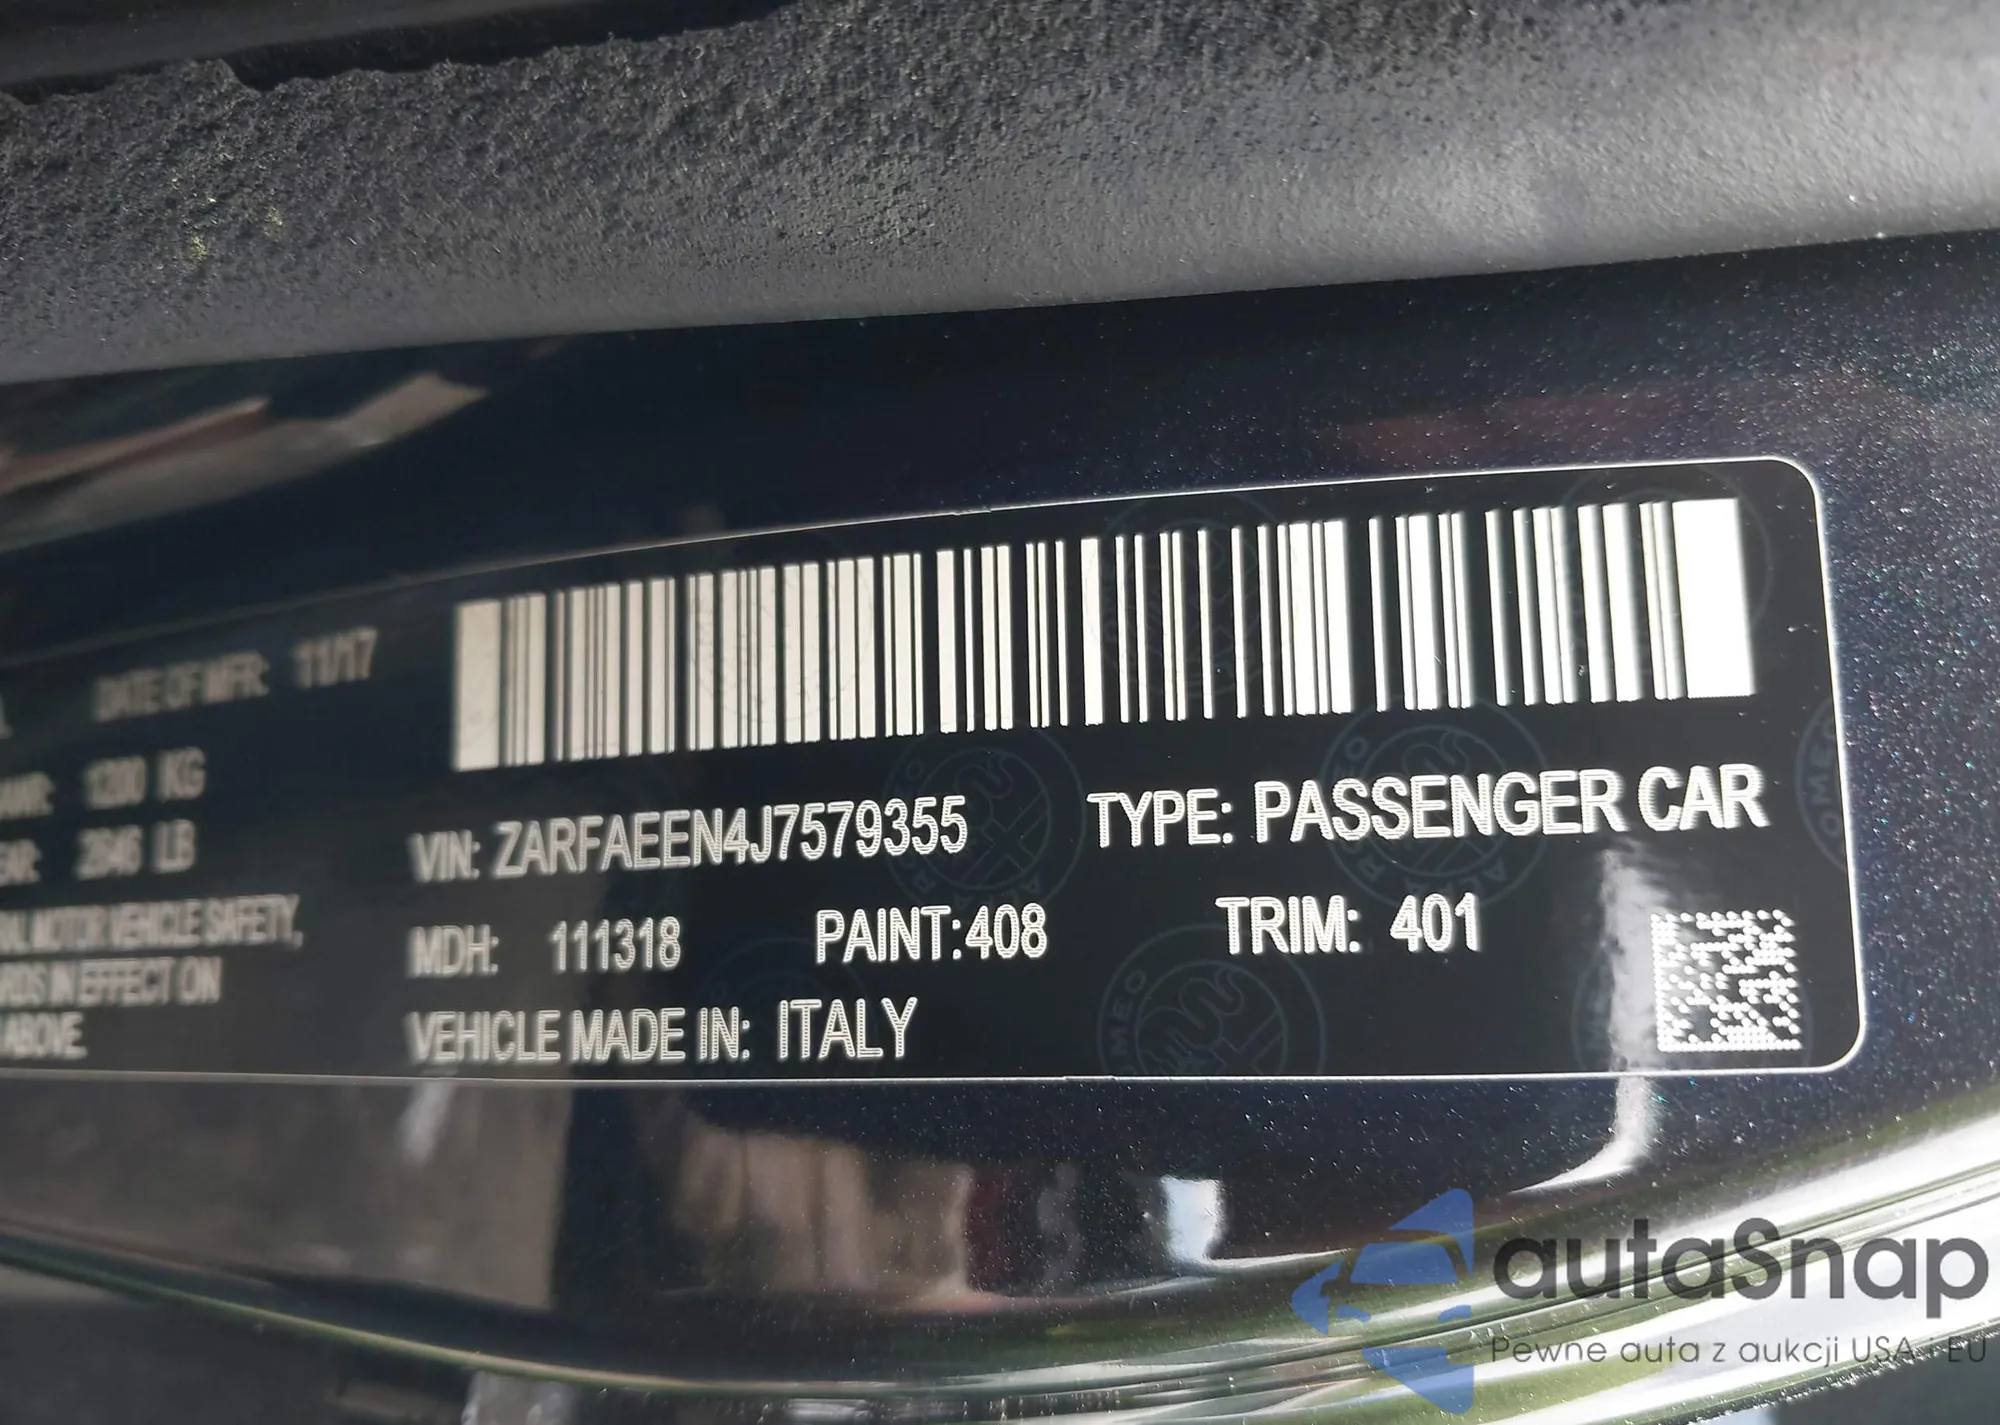 DATE OF MFR: 11/17
1200 KG
LB
MOTOR VEHICLE SAFETY,
IN EFFECT ON
ABOVE.
VIN: ZARFAEEN4J7579355 TYPE: PASSENGER CAR
MDH: 111318 PAINT:408 TRIM: 401
VEHICLE MADE IN: ITALY
autaSnap
Pewne auta z aukcji USA i EU